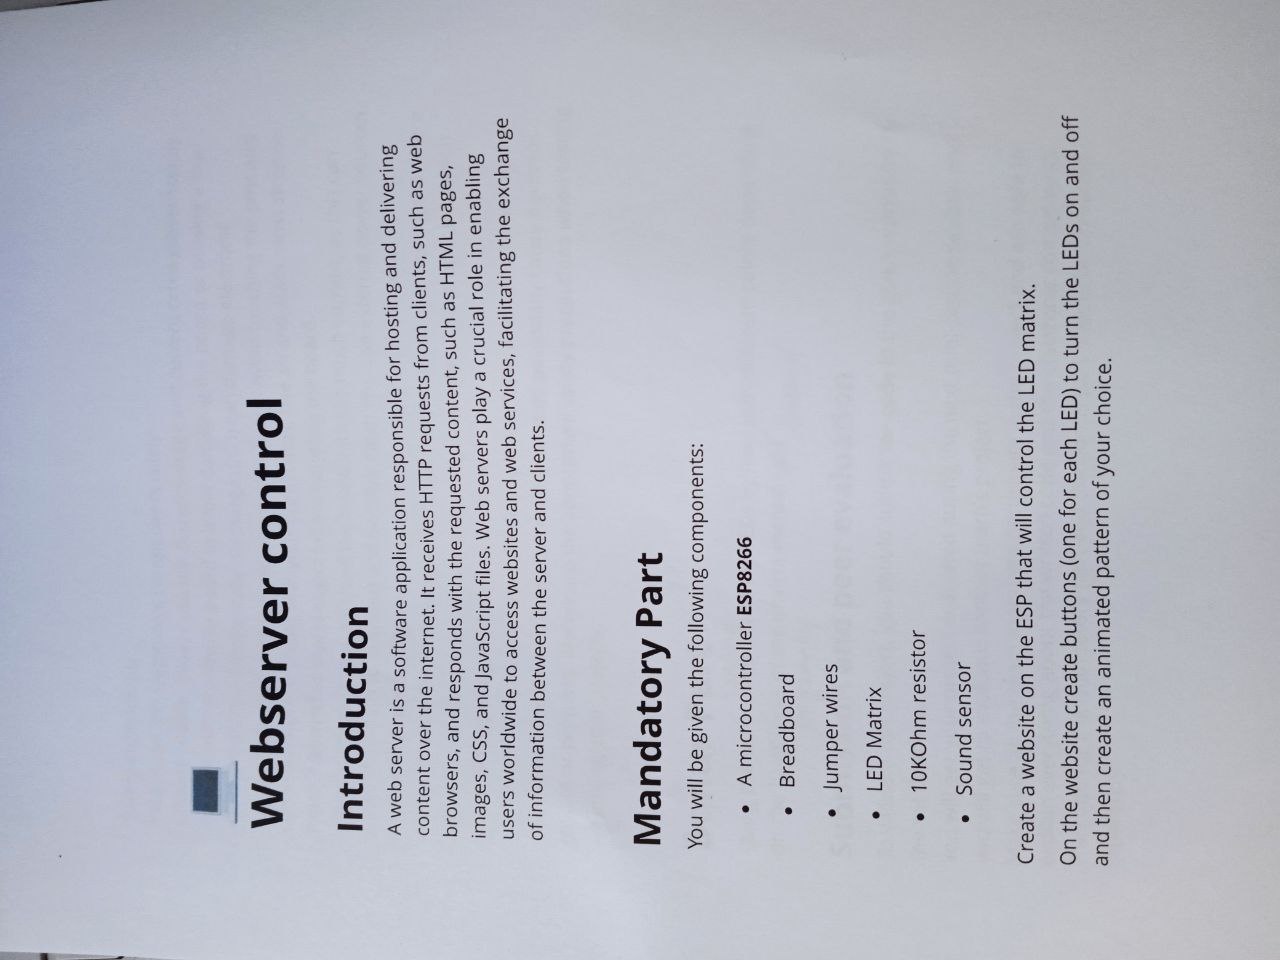 Webserver control
Introduction
A web server is a software application responsible for hosting and delivering
content over the internet. It receives HTTP requests from clients, such as web
browsers, and responds with the requested content, such as HTML pages,
images, CSS, and JavaScript files. Web servers play a crucial role in enabling
users worldwide to access websites and web services, facilitating the exchange
of information between the server and clients.
Mandatory Part
You will be given the following components:
• A microcontroller ESP8266
• Breadboard
• Jumper wires
• LED Matrix
• 10KOhm resistor
• Sound sensor
Create a website on the ESP that will control the LED matrix.
On the website create buttons (one for each LED) to turn the LEDs on and off
and then create an animated pattern of your choice.